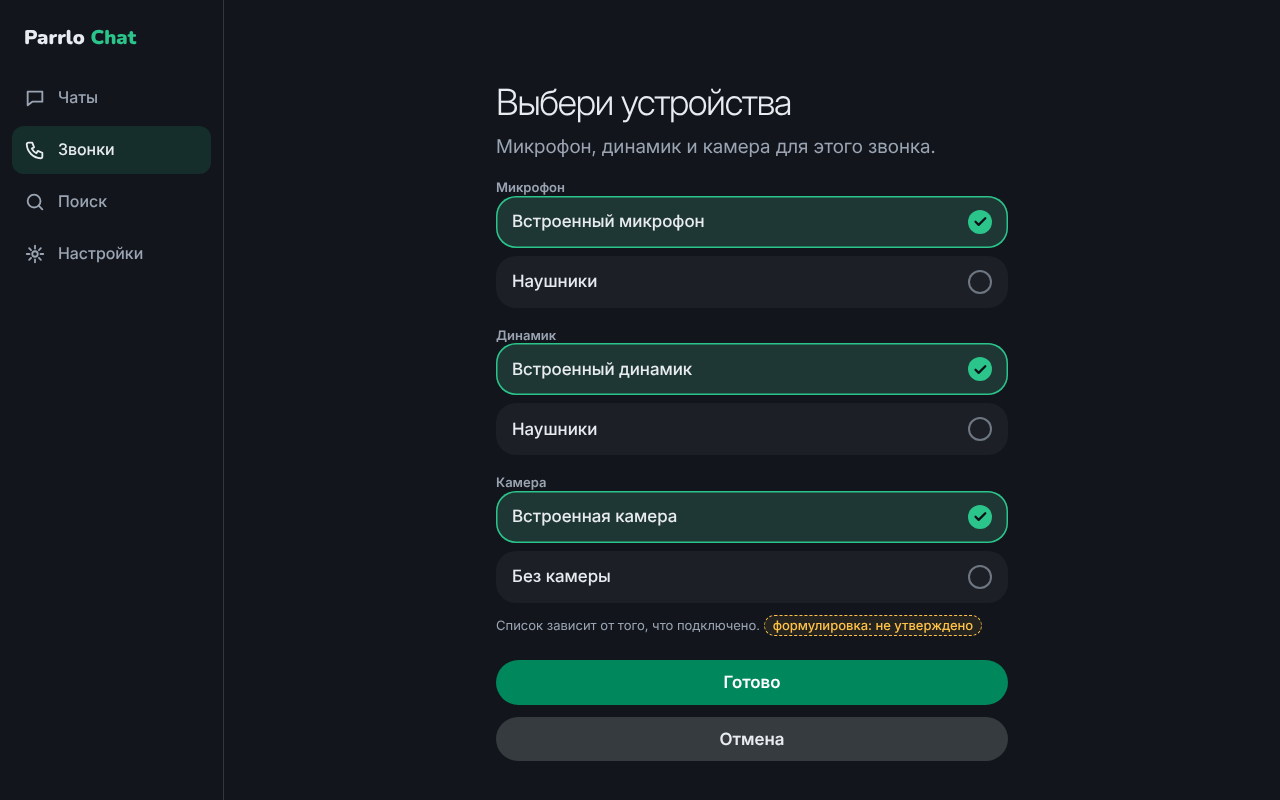 Parrlo Chat
Чаты
Звонки
Поиск
Настройки
Выбери устройства
Микрофон, динамик и камера для этого звонка.
Микрофон
Встроенный микрофон
Наушники
Динамик
Встроенный динамик
Наушники
Камера
Встроенная камера
Без камеры
Список зависит от того, что подключено. формулировка: не утверждено
Готово
Отмена